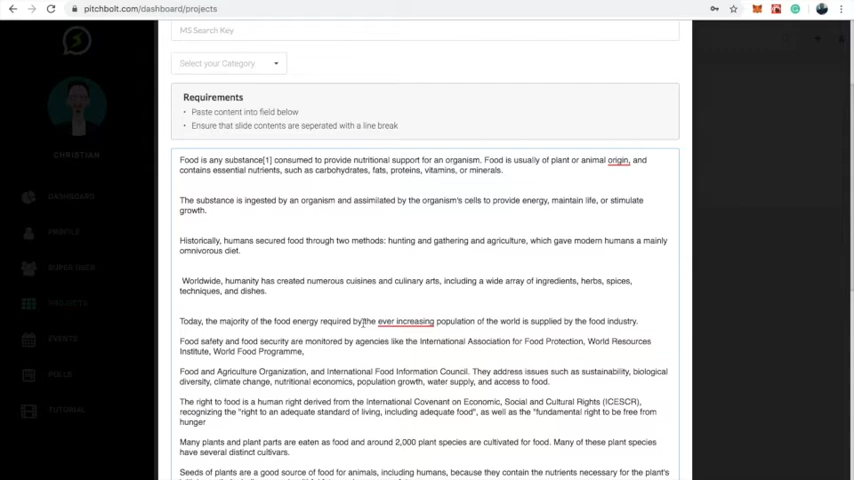 pitchbolt.com/dashboard/projects
MS Search Key
Select your Category
Requirements
• Paste content into field below
• Ensure that slide contents are seperated with a line break
CHRISTIAN
DASHBOARD
PROFILE
SUPER USER
PROJECTS
EVENTS
POLLS
TUTORIAL
Food is any substance[1] consumed to provide nutritional support for an organism. Food is usually of plant or animal origin, and
contains essential nutrients, such as carbohydrates, fats, proteins, vitamins, or minerals.
The substance is ingested by an organism and assimilated by the organism's cells to provide energy, maintain life, or stimulate
growth.
Historically, humans secured food through two methods: hunting and gathering and agriculture, which gave modern humans a mainly
omnivorous diet.
Worldwide, humanity has created numerous cuisines and culinary arts, including a wide array of ingredients, herbs, spices,
techniques, and dishes.
Today, the majority of the food energy required by the ever increasing population of the world is supplied by the food industry.
Food safety and food security are monitored by agencies like the International Association for Food Protection, World Resources
Institute, World Food Programme,
Food and Agriculture Organization, and International Food Information Council. They address issues such as sustainability, biological
diversity, climate change, nutritional economics, population growth, water supply, and access to food.
The right to food is a human right derived from the International Covenant on Economic, Social and Cultural Rights (ICESCR),
recognizing the "right to an adequate standard of living, including adequate food", as well as the "fundamental right to be free from
hunger
Many plants and plant parts are eaten as food and around 2,000 plant species are cultivated for food. Many of these plant species
have several distinct cultivars.
Seeds of plants are a good source of food for animals, including humans, because they contain the nutrients necessary for the plant's